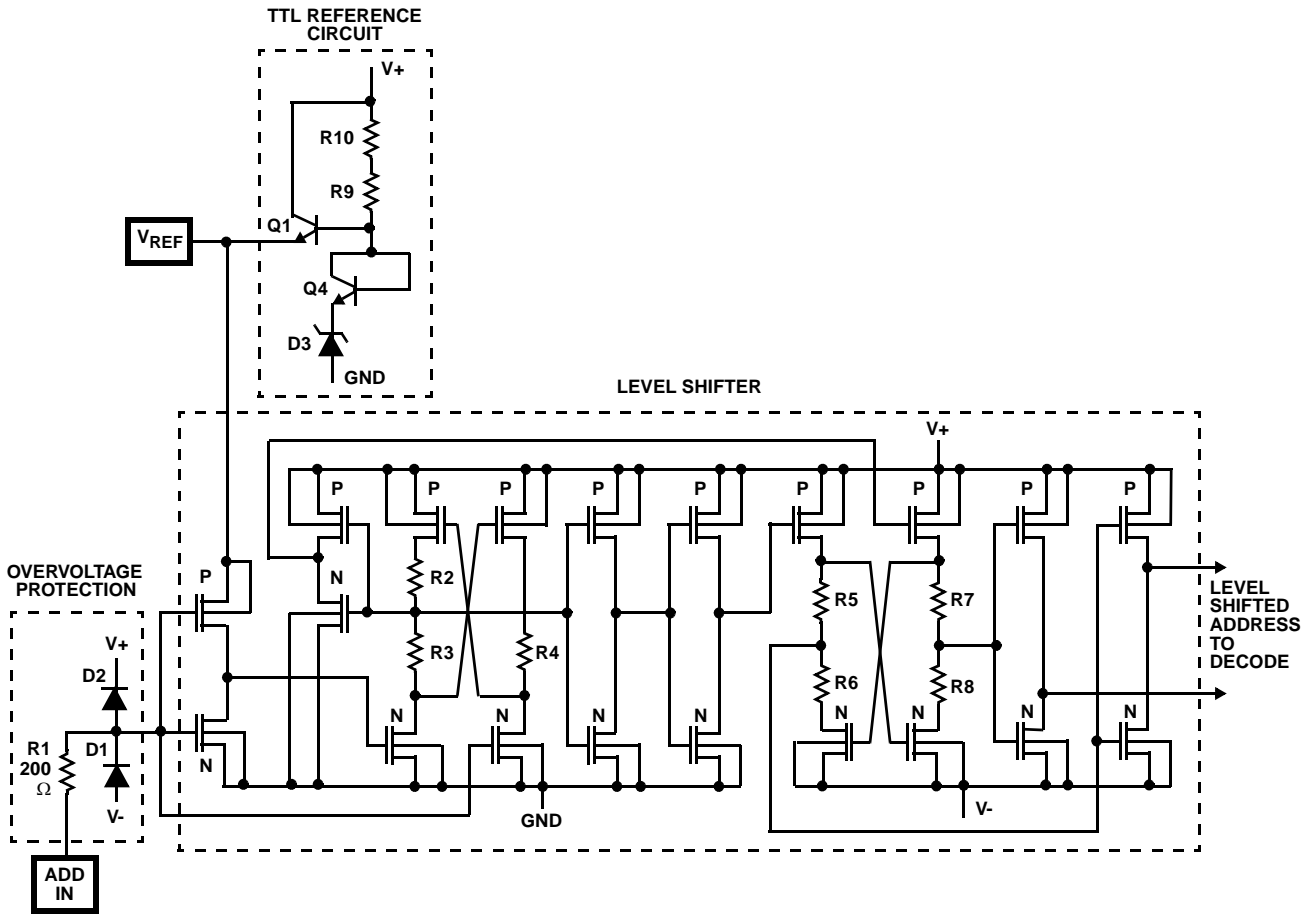 TTL REFERENCE
CIRCUIT
V+
R10
R9
Q1
VREF
Q4
D3
GND
LEVEL SHIFTER
V+
P
P
P
P
P
P
P
P
P
OVERVOLTAGE
PROTECTION
P
N
R2
R5
R7
LEVEL
SHIFTED
ADDRESS
TO
DECODE
V+
R3
R4
D2
R6
R8
N
N
N
N
N
N
N
N
R1
200
Ω
D1
N
V-
GND
V-
ADD
IN